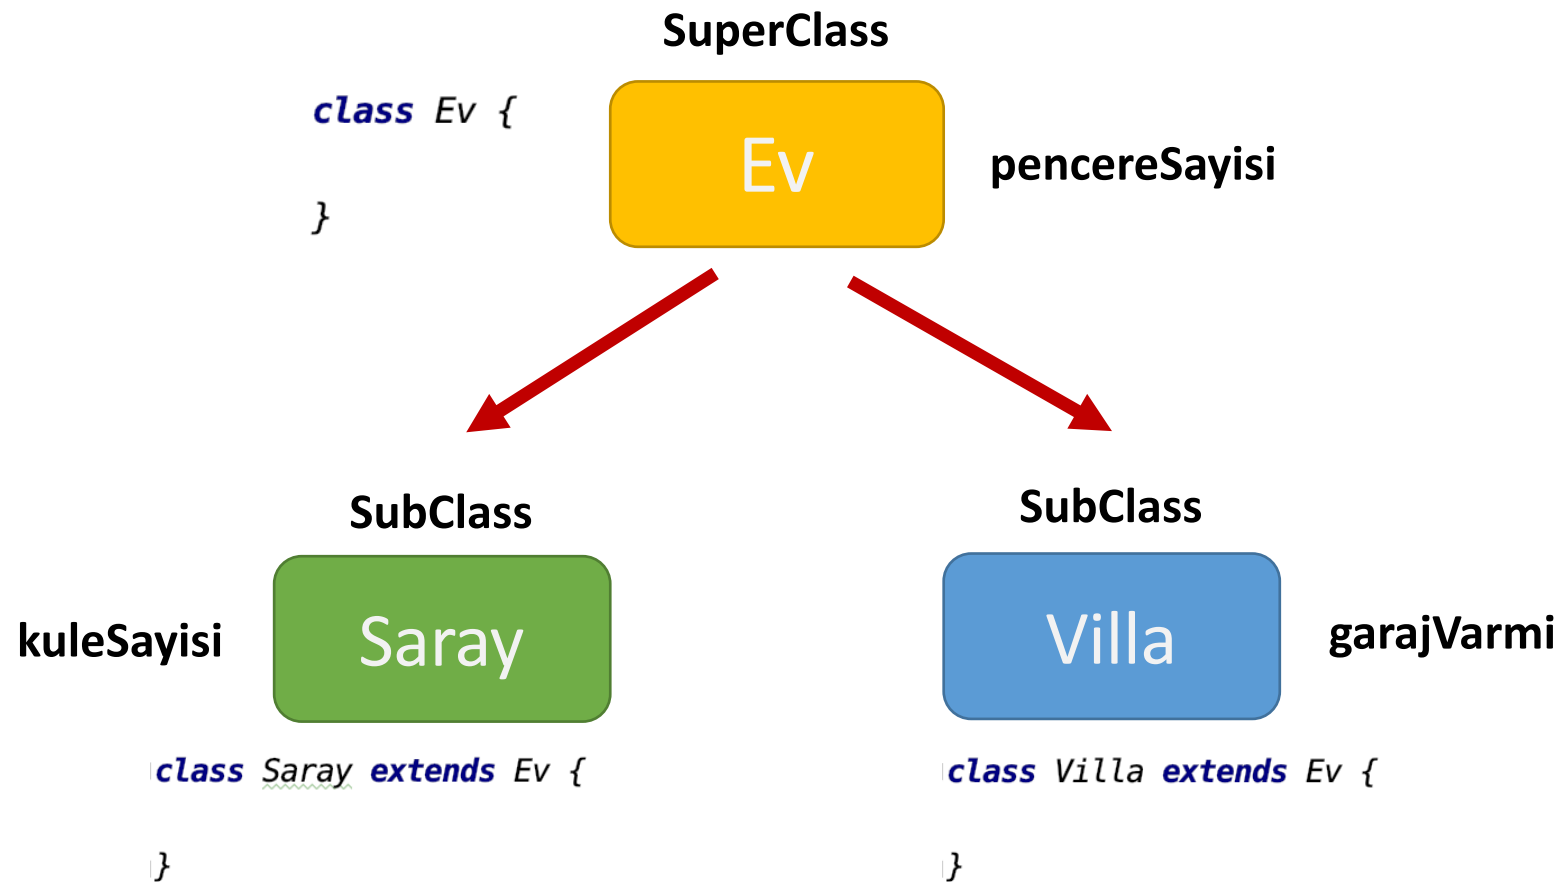 SuperClass
class Ev {
}
Ev
pencereSayisi
SubClass
kuleSayisi
Saray
class Saray extends Ev {
}
SubClass
Villa
garajVarmi
class Villa extends Ev {
}